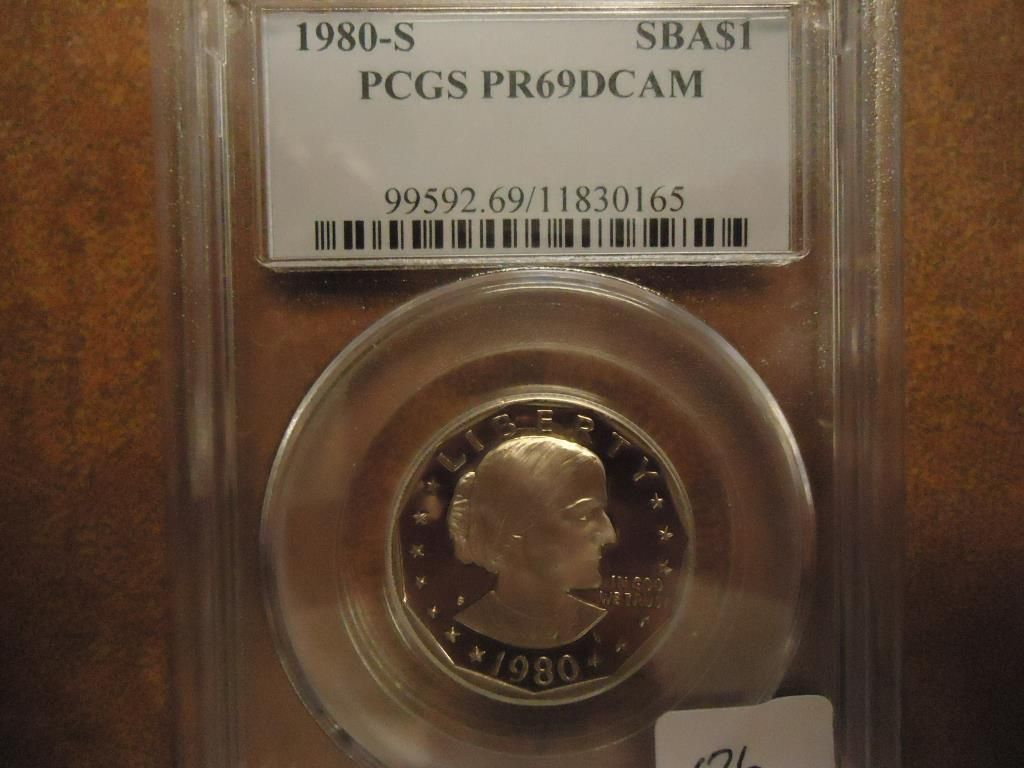 1980-S SBA$1
PCGS PR69DCAM
99592.69/11830165
LIBERTY
IN GOD
WE TRUST
S
1980